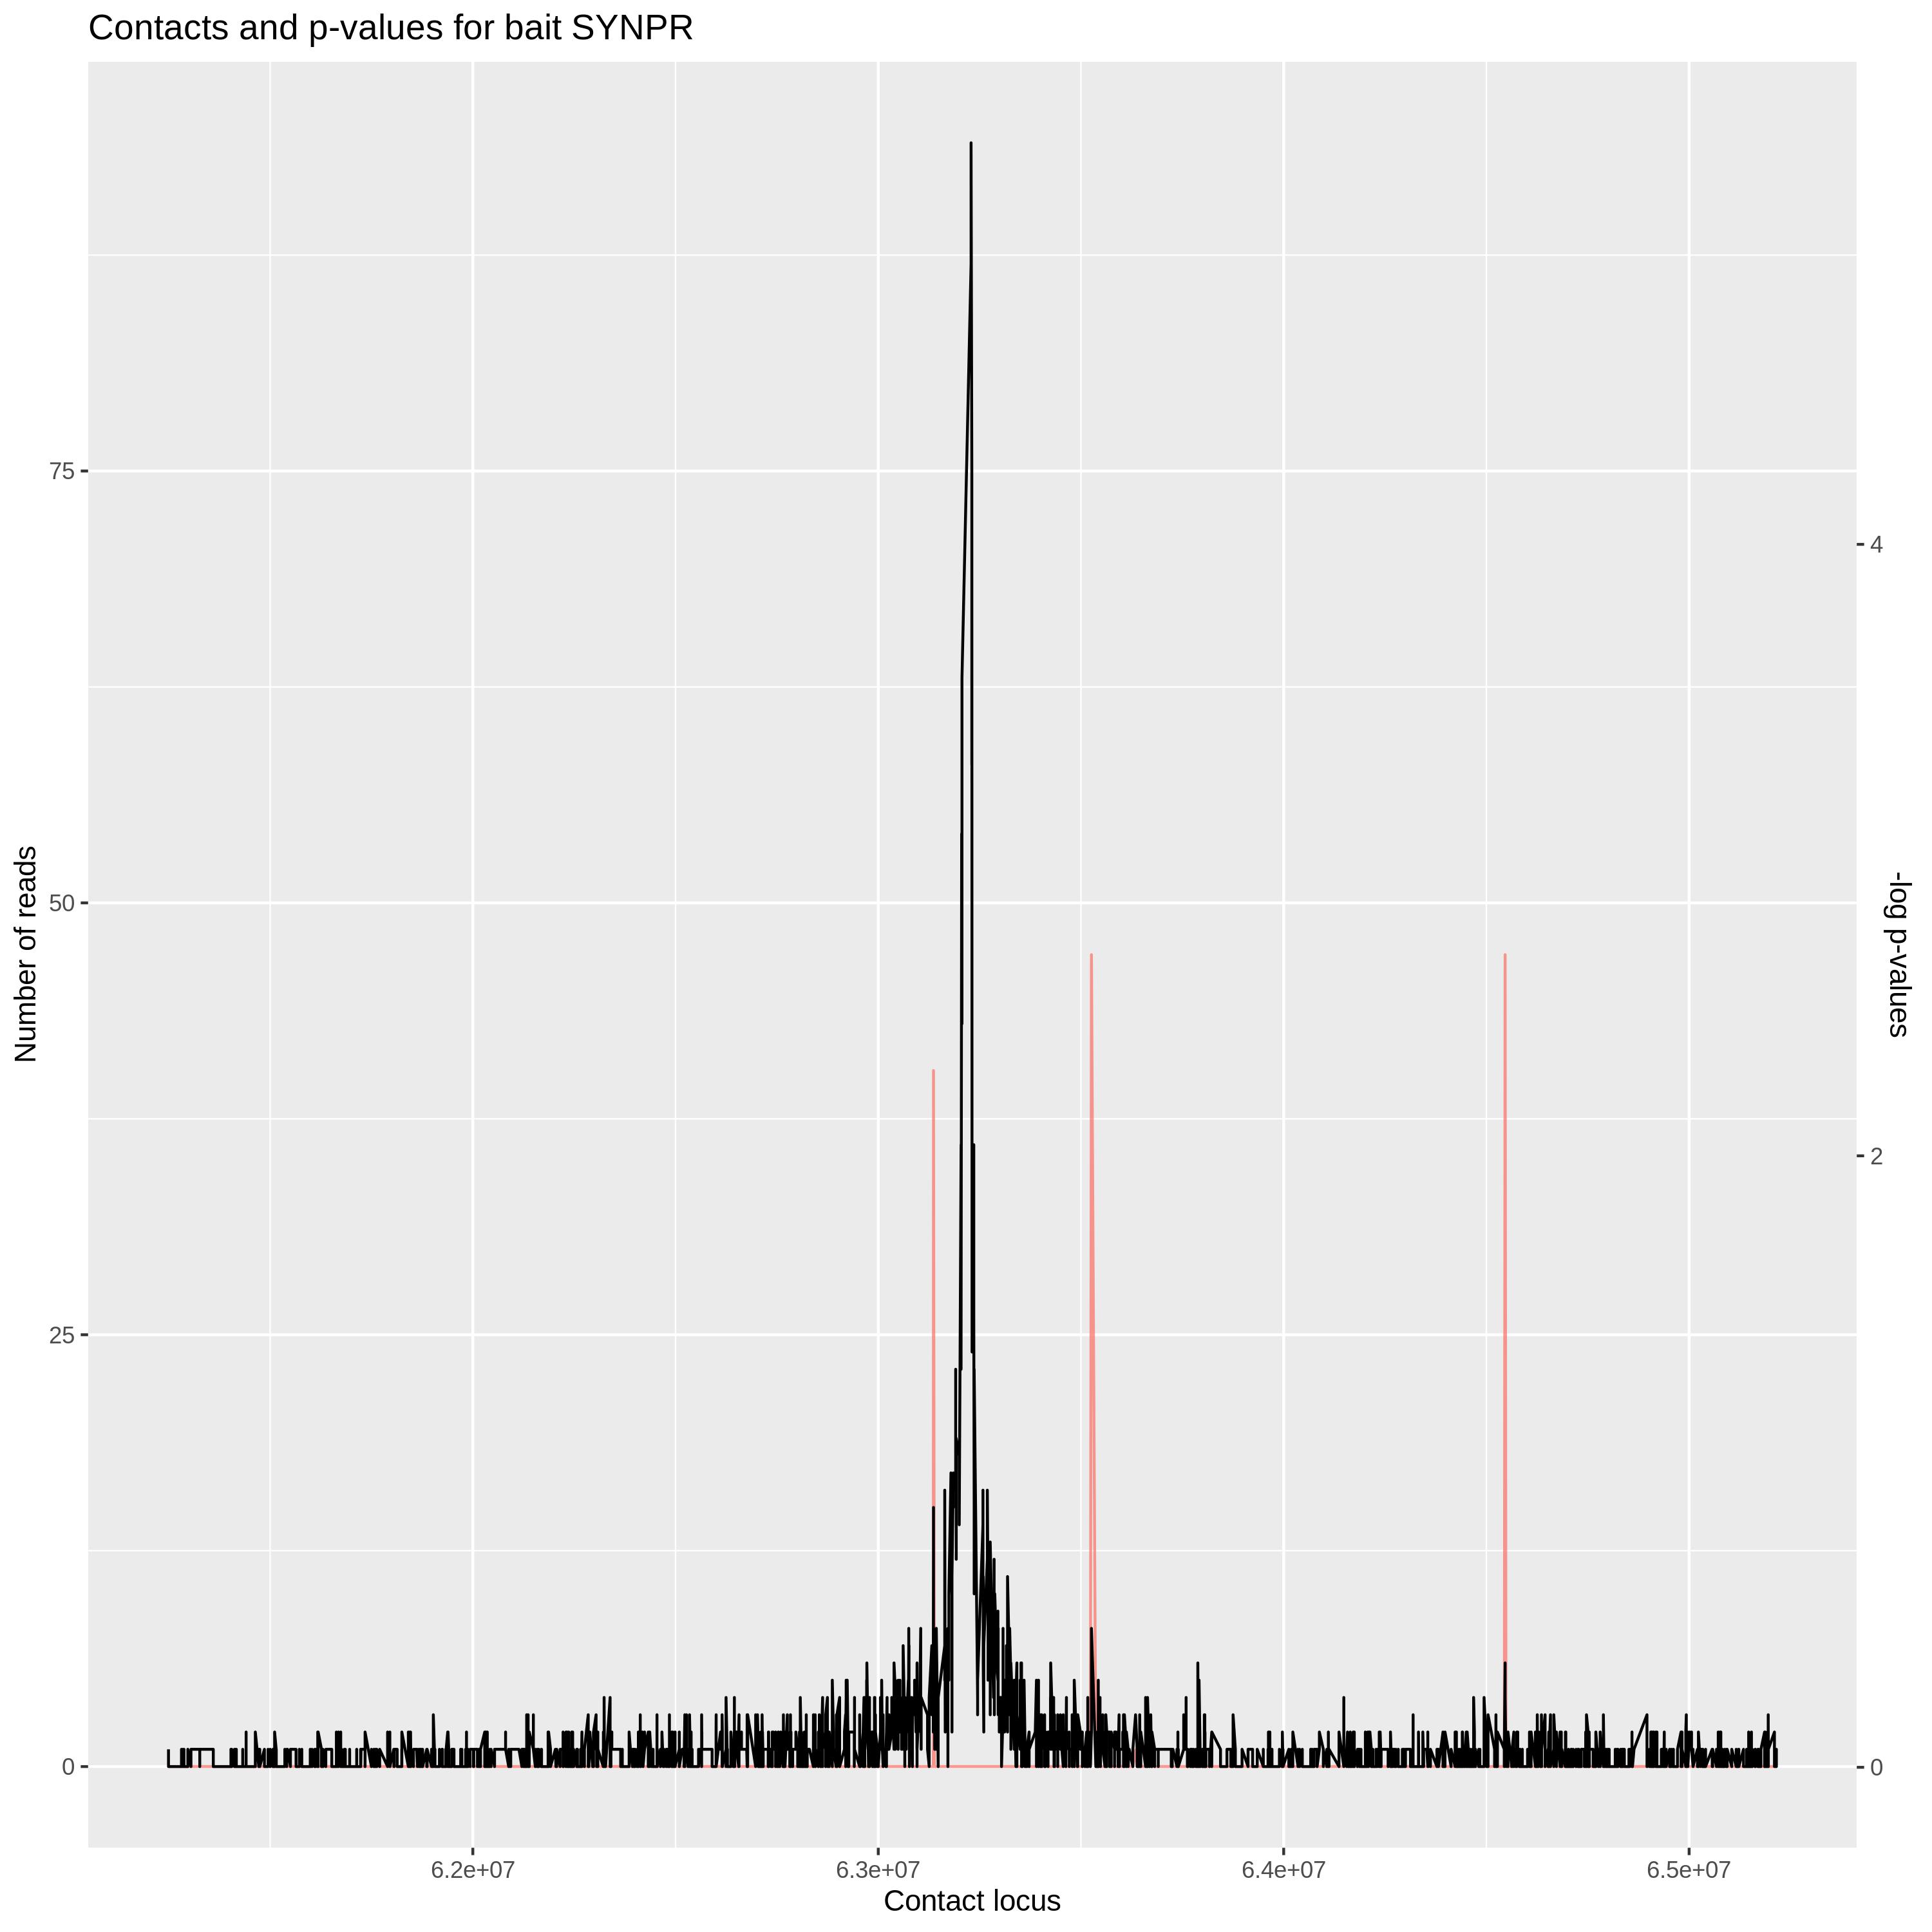 Contacts and p-values for bait SYNPR
75
50
25
0
Number of reads
4
2
0
-log p-values
6.2e+07
6.3e+07
6.4e+07
6.5e+07
Contact locus